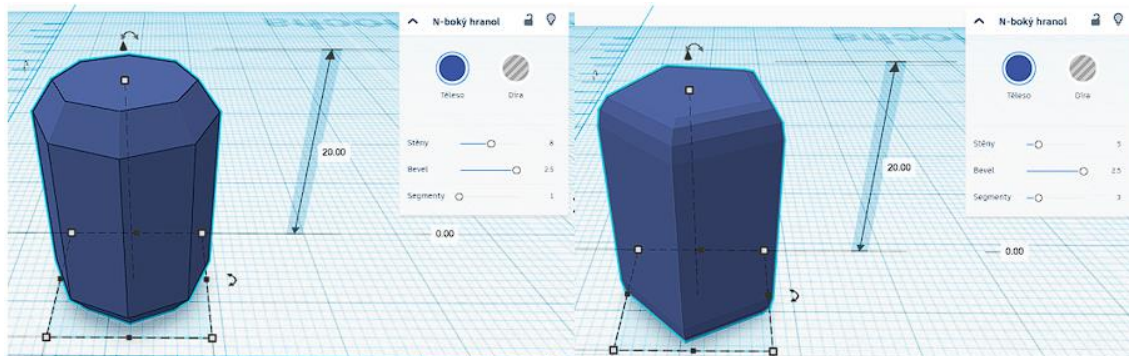 N-boký hranol
Těleso
Díra
Stěny 8
Bevel 2.5
Segmenty 1
20.00
0.00
N-boký hranol
Těleso
Díra
Stěny 5
Bevel 2.5
Segmenty 3
20.00
0.00